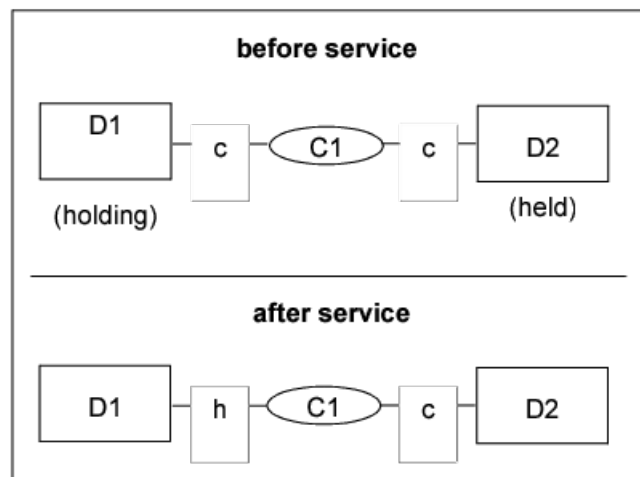 before service
D1 c C1 c D2
(holding) (held)
after service
D1 h C1 c D2